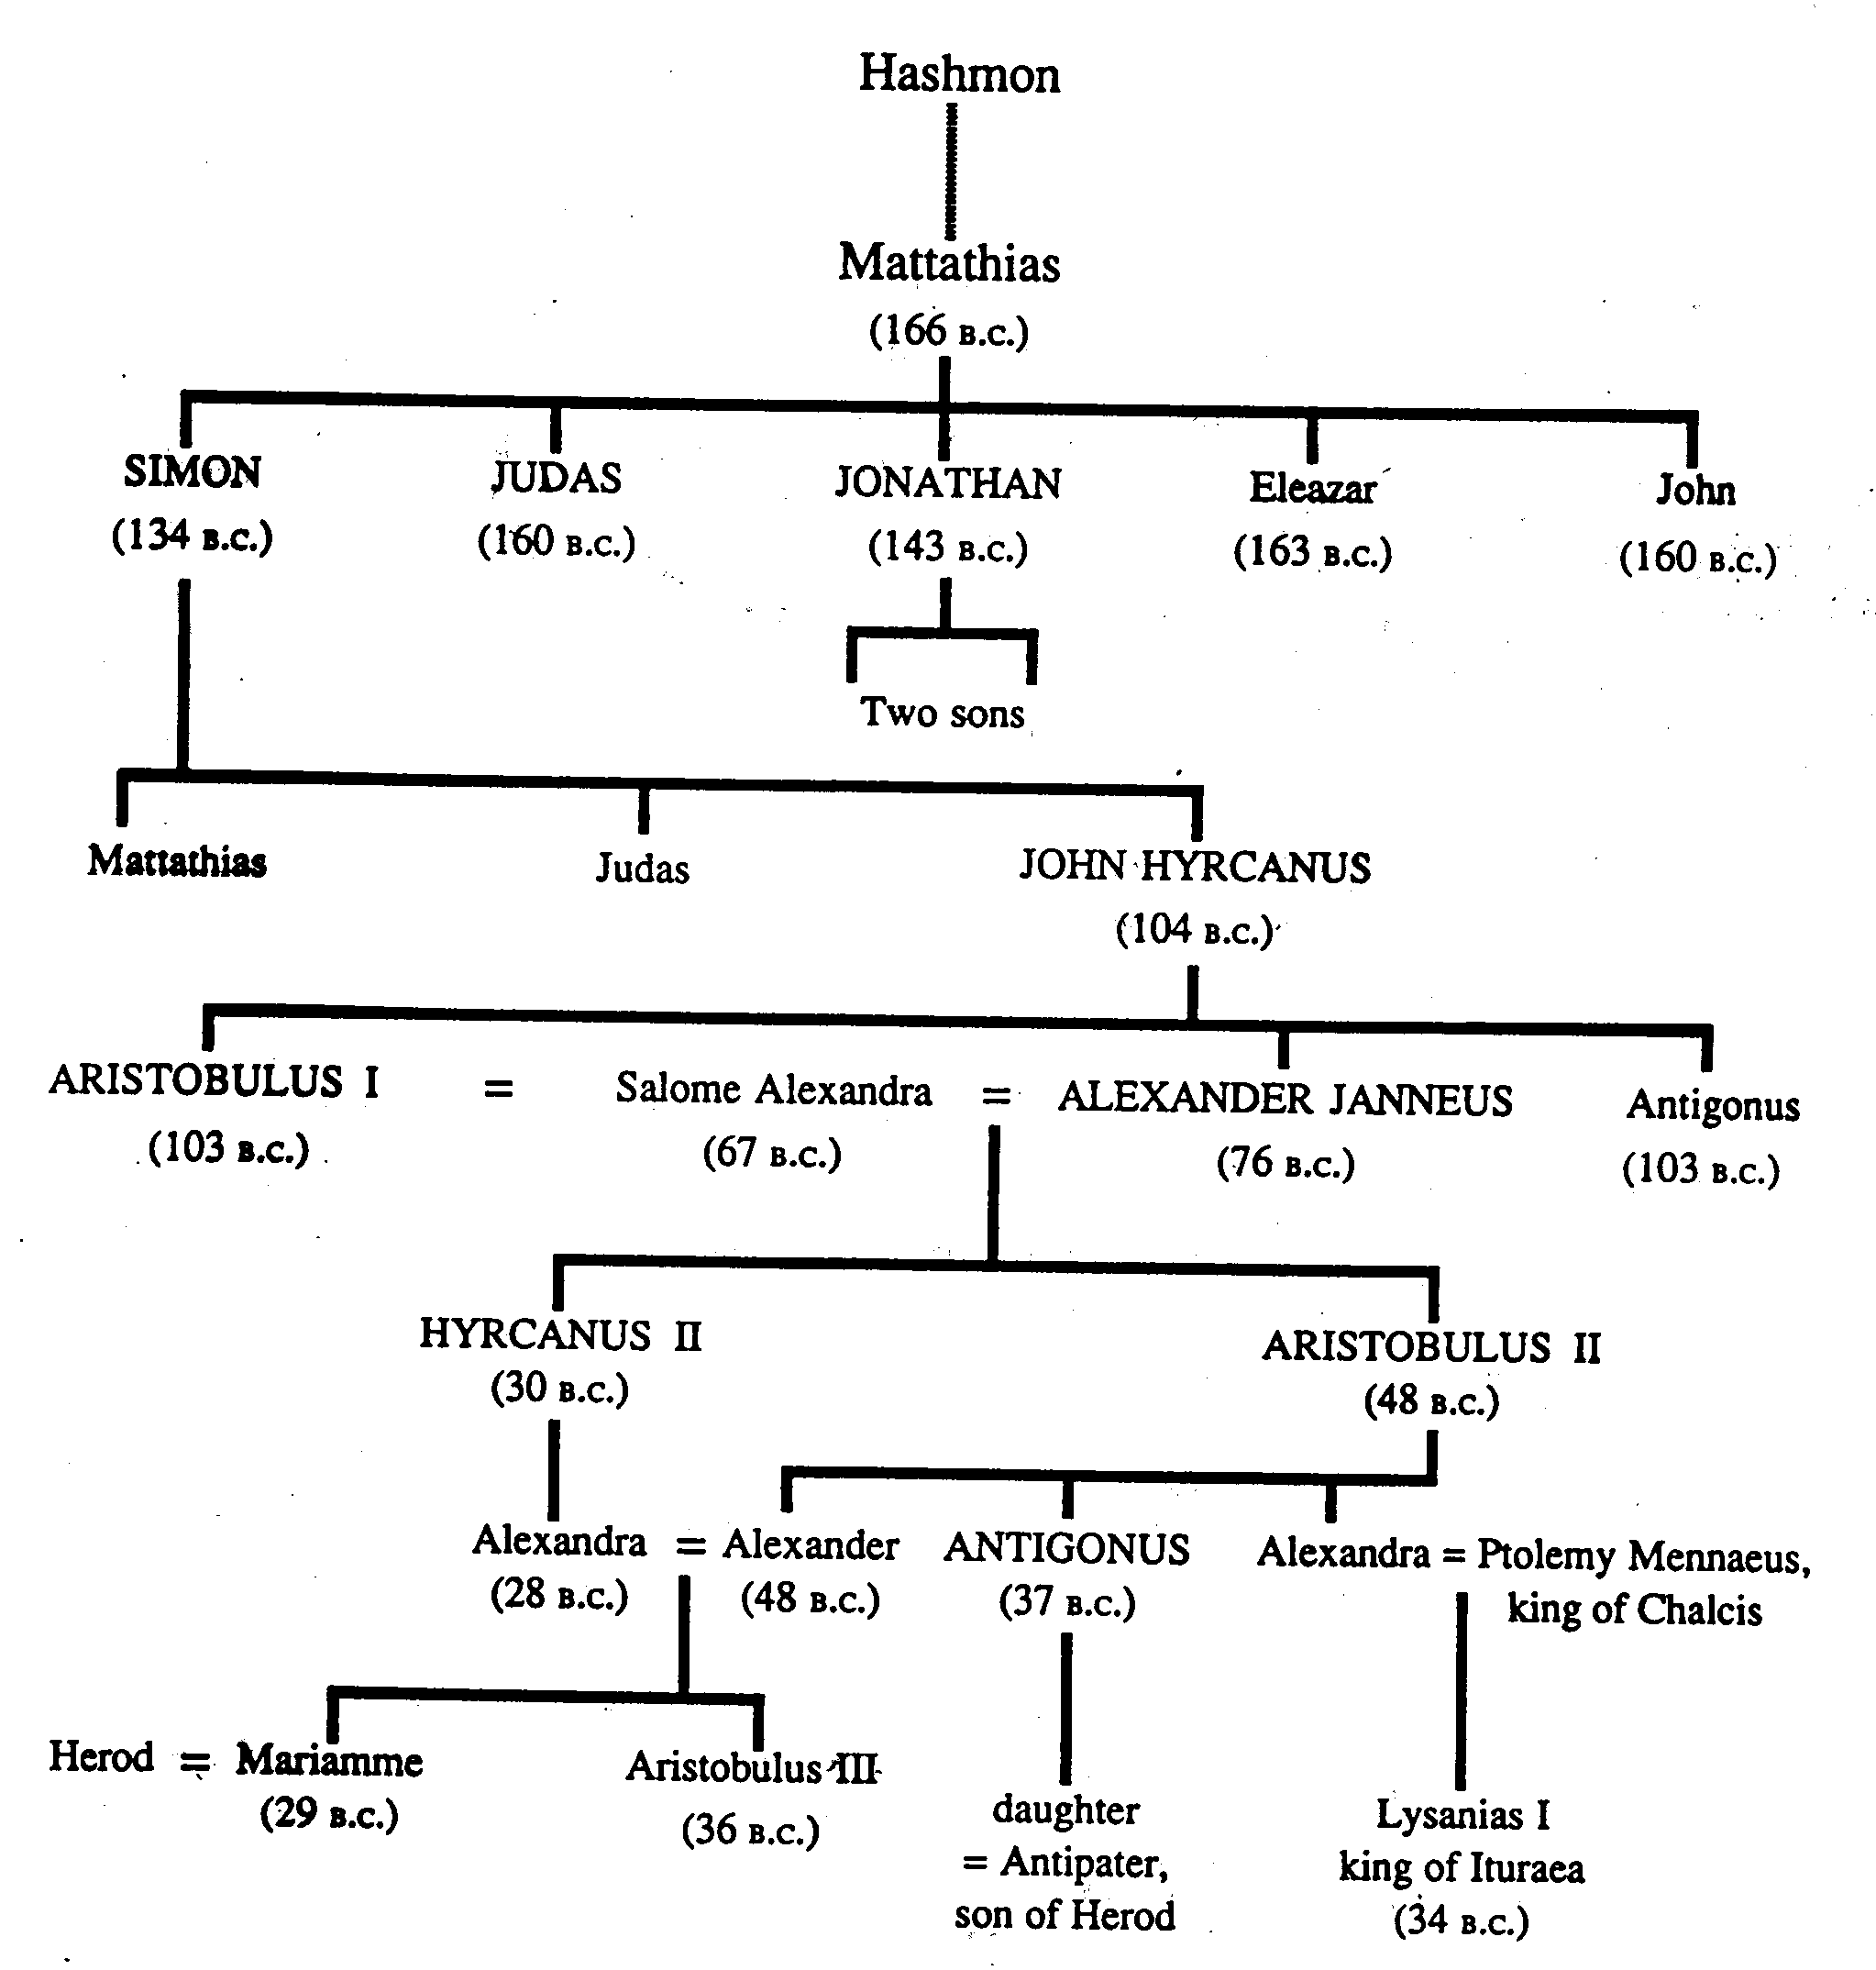 Hashmon
Mattathias
(166 B.C.)
SIMON JUDAS JONATHAN Eleazar John
(134 B.C.) (160 B.C.) (143 B.C.) (163 B.C.) (160 B.C.)
Two sons
Mattathias Judas JOHN HYRCANUS
(104 B.C.)
ARISTOBULUS I = Salome Alexandra = ALEXANDER JANNEUS Antigonus
(103 B.C.) (67 B.C.) (76 B.C.) (103 B.C.)
HYRCANUS II ARISTOBULUS II
(30 B.C.) (48 B.C.)
Alexandra = Alexander ANTIGONUS Alexandra = Ptolemy Mennaeus,
(28 B.C.) (48 B.C.) (37 B.C.) king of Chalcis
Herod = Mariamme Aristobulus III
(29 B.C.) (36 B.C.)
daughter Lysanias I
= Antipater, king of Ituraea
son of Herod (34 B.C.)